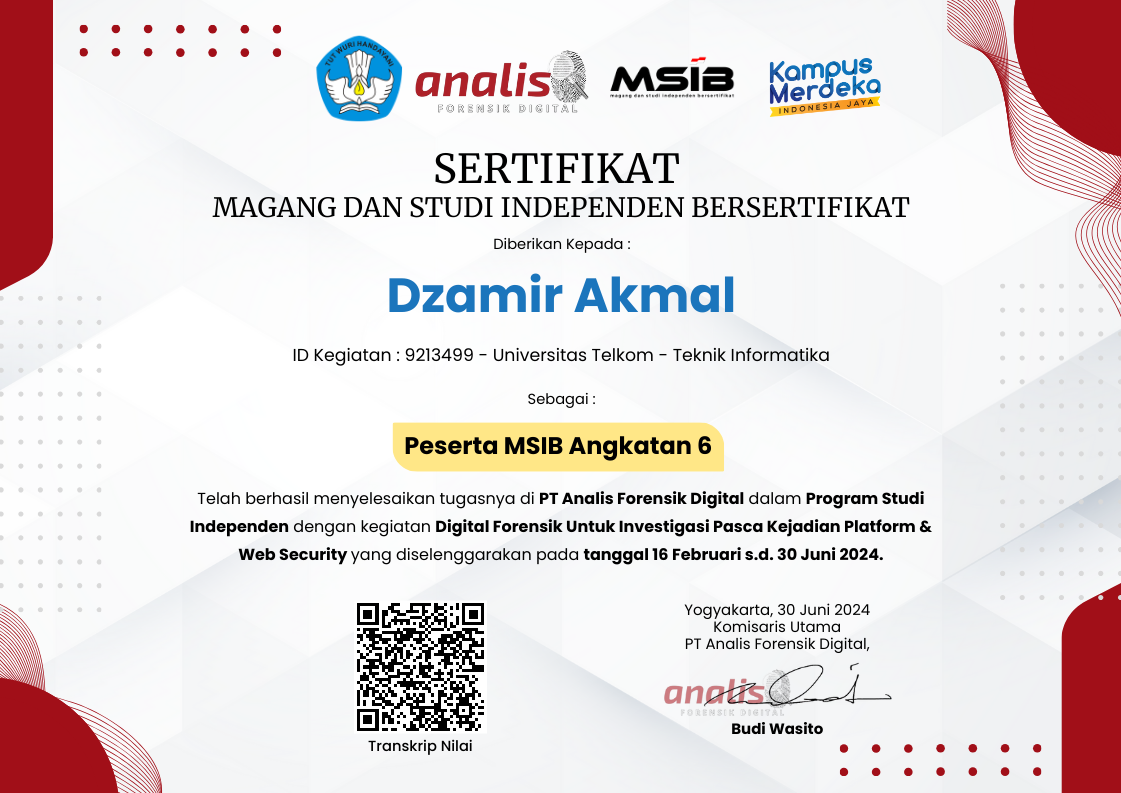 TUT WURI HANDAYANI
analis
FORENSIK DIGITAL
MSIB
magang dan studi independen bersertifikat
Kampus
Merdeka
INDONESIA JAYA
SERTIFIKAT
MAGANG DAN STUDI INDEPENDEN BERSERTIFIKAT
Diberikan Kepada :
Dzamir Akmal
ID Kegiatan : 9213499 - Universitas Telkom - Teknik Informatika
Sebagai :
Peserta MSIB Angkatan 6
Telah berhasil menyelesaikan tugasnya di PT Analis Forensik Digital dalam Program Studi
Independen dengan kegiatan Digital Forensik Untuk Investigasi Pasca Kejadian Platform &
Web Security yang diselenggarakan pada tanggal 16 Februari s.d. 30 Juni 2024.
Transkrip Nilai
Yogyakarta, 30 Juni 2024
Komisaris Utama
PT Analis Forensik Digital,
analis
FORENSIK DIGITAL
Budi Wasito